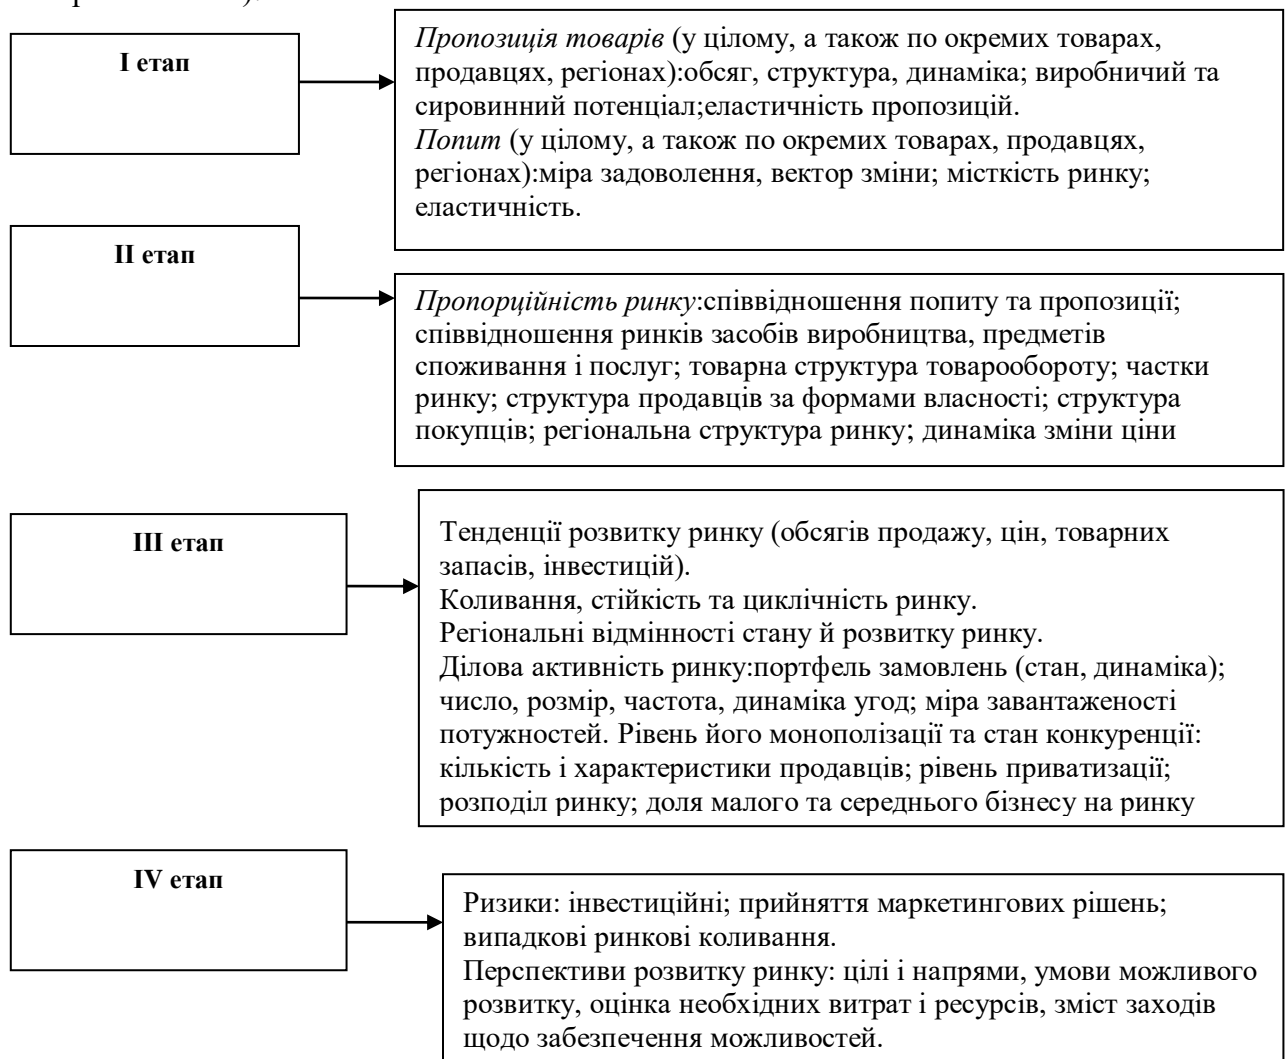 І етап
Пропозиція товарів (у цілому, а також по окремих товарах,
продавцях, регіонах):обсяг, структура, динаміка; виробничий та
сировинний потенціал;еластичність пропозицій.
Попит (у цілому, а також по окремих товарах, продавцях,
регіонах):міра задоволення, вектор зміни; місткість ринку;
еластичність.
ІІ етап
Пропорційність ринку:співвідношення попиту та пропозиції;
співвідношення ринків засобів виробництва, предметів
споживання і послуг; товарна структура товарообороту; частки
ринку; структура продавців за формами власності; структура
покупців; регіональна структура ринку; динаміка зміни ціни
ІІІ етап
Тенденції розвитку ринку (обсягів продажу, цін, товарних
запасів, інвестицій).
Коливання, стійкість та циклічність ринку.
Регіональні відмінності стану й розвитку ринку.
Ділова активність ринку:портфель замовлень (стан, динаміка);
число, розмір, частота, динаміка угод; міра завантаженості
потужностей. Рівень його монополізації та стан конкуренції:
кількість і характеристики продавців; рівень приватизації;
розподіл ринку; доля малого та середнього бізнесу на ринку
IV етап
Ризики: інвестиційні; прийняття маркетингових рішень;
випадкові ринкові коливання.
Перспективи розвитку ринку: цілі і напрями, умови можливого
розвитку, оцінка необхідних витрат і ресурсів, зміст заходів
щодо забезпечення можливостей.